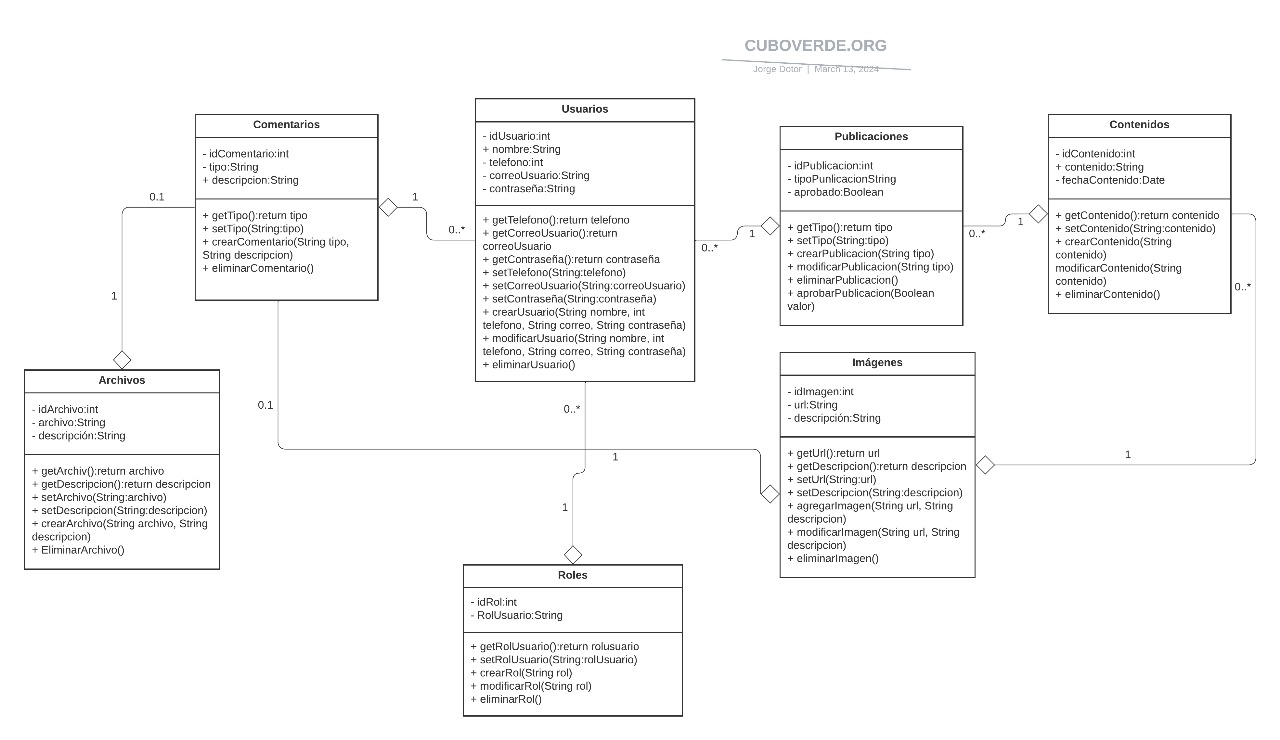 CUBOVERDE.ORG
Jorge Dotor | March 13, 2024
Comentarios
- idComentario:int
- tipo:String
+ descripcion:String
+ getTipo():return tipo
+ setTipo(String:tipo)
+ crearComentario(String tipo,
String descripcion)
+ eliminarComentario()
Usuarios
- idUsuario:int
+ nombre:String
- telefono:int
- correoUsuario:String
- contraseña:String
+ getTelefono():return telefono
+ getCorreoUsuario():return
correoUsuario
+ getContraseña():return contraseña
+ setTelefono(String:telefono)
+ setCorreoUsuario(String:correoUsuario)
+ setContraseña(String:contraseña)
+ crearUsuario(String nombre, int
telefono, String correo, String contraseña)
+ modificarUsuario(String nombre, int
telefono, String correo, String contraseña)
+ eliminarUsuario()
Publicaciones
- idPublicacion:int
- tipoPunlicacionString
- aprobado:Boolean
+ getTipo():return tipo
+ setTipo(String:tipo)
+ crearPublicacion(String tipo)
+ modificarPublicacion(String tipo)
+ eliminarPublicacion()
+ aprobarPublicacion(Boolean
valor)
Contenidos
- idContenido:int
+ contenido:String
- fechaContenido:Date
+ getContenido():return contenido
+ setContenido(String:contenido)
+ crearContenido(String
contenido)
modificarContenido(String
contenido)
+ eliminarContenido()
0.1
1
1
0..*
0..*
1
0..*
1
0..*
1
0.1
1
0..*
1
Archivos
- idArchivo:int
- archivo:String
- descripción:String
+ getArchiv():return archivo
+ getDescripcion():return descripcion
+ setArchivo(String:archivo)
+ setDescripcion(String:descripcion)
+ crearArchivo(String archivo, String
descripcion)
+ EliminarArchivo()
Imágenes
- idImagen:int
- url:String
- descripción:String
+ getUrl():return url
+ getDescripcion():return descripcion
+ setUrl(String:url)
+ setDescripcion(String:descripcion)
+ agregarImagen(String url, String
descripcion)
+ modificarImagen(String url, String
descripcion)
+ eliminarImagen()
Roles
- idRol:int
- RolUsuario:String
+ getRolUsuario():return rolusuario
+ setRolUsuario(String:rolUsuario)
+ crearRol(String rol)
+ modificarRol(String rol)
+ eliminarRol()